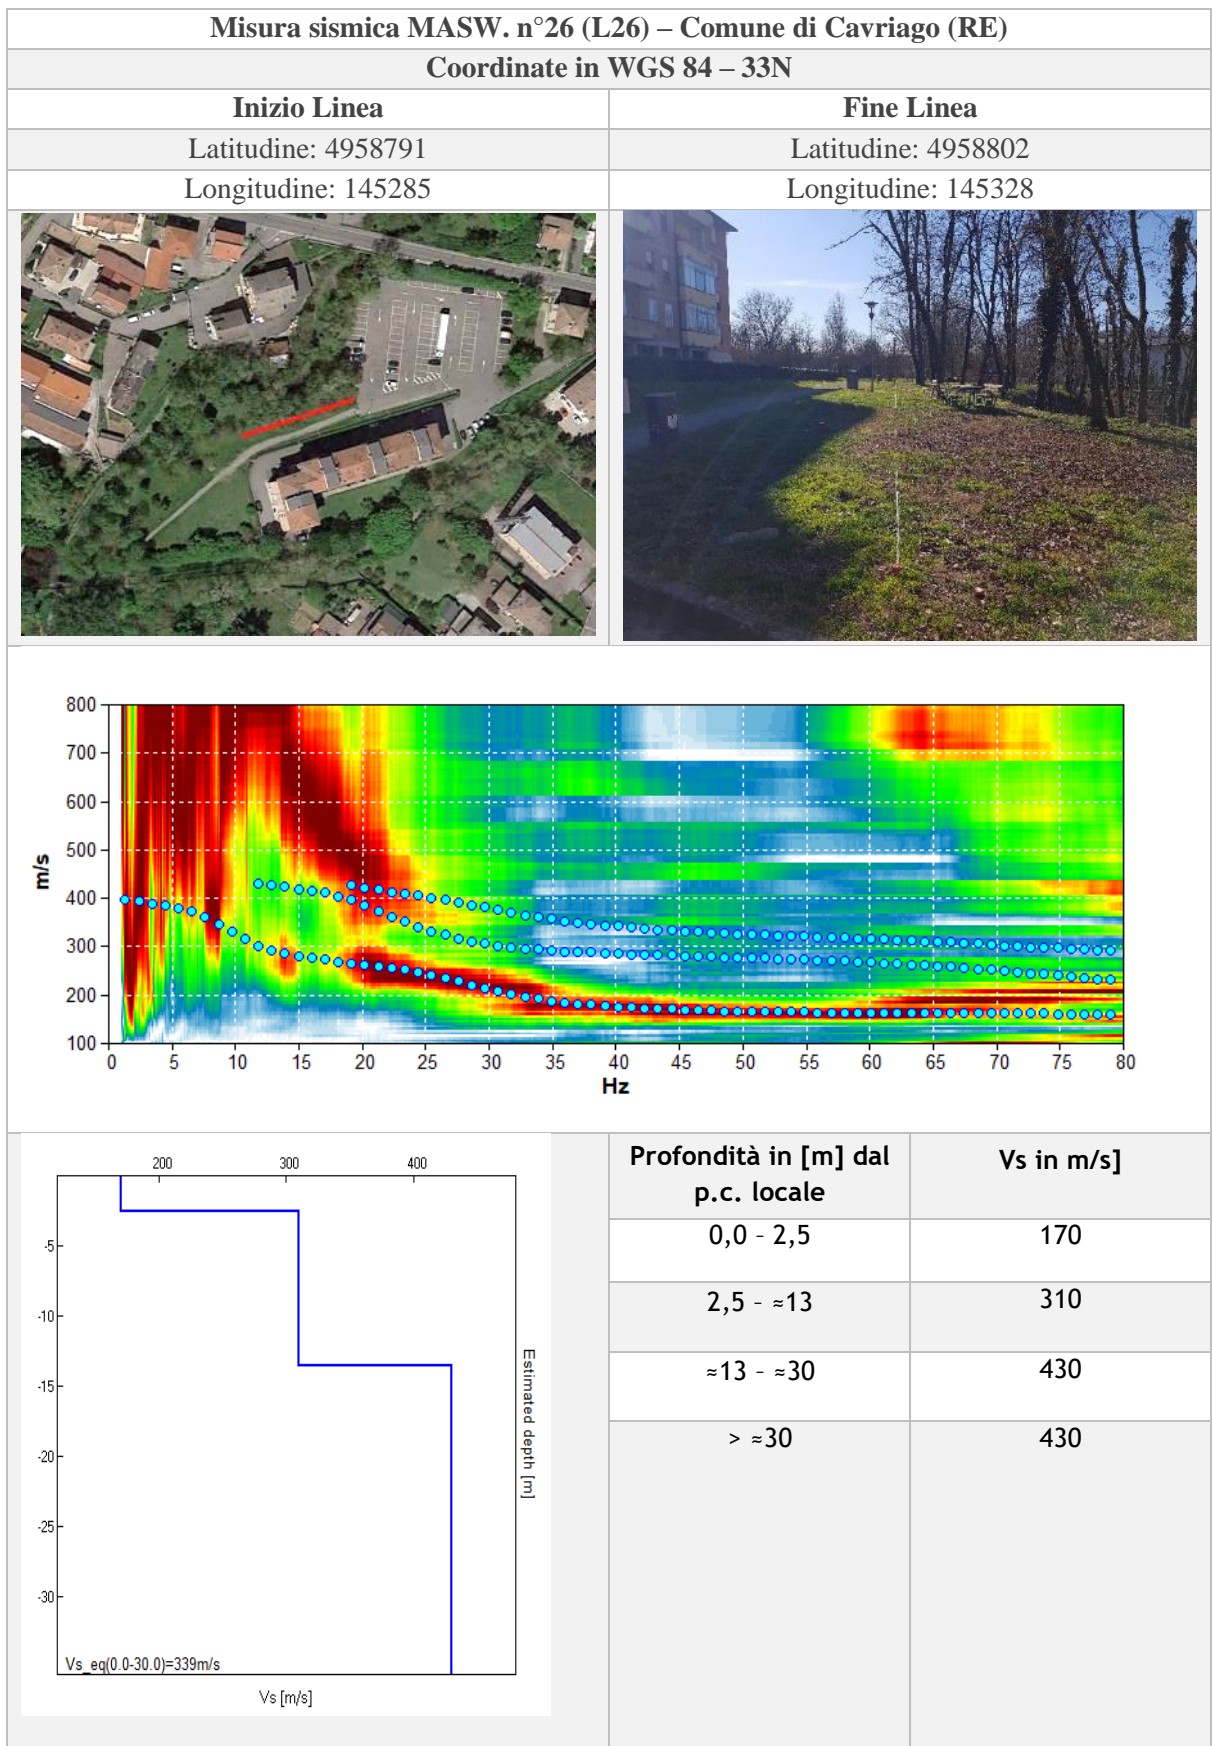 Misura sismica MASW. n°26 (L26) – Comune di Cavriago (RE)
Coordinate in WGS 84 – 33N
Inizio Linea
Fine Linea
Latitudine: 4958791
Latitudine: 4958802
Longitudine: 145285
Longitudine: 145328
800
700
600
500
400
300
200
100
m/s
0 5 10 15 20 25 30 35 40 45 50 55 60 65 70 75 80
Hz
200 300 400
-5
-10
-15
-20
-25
-30
Estimated depth [m]
Vs_eq(0.0-30.0)=339m/s
Vs [m/s]
Profondità in [m] dal
p.c. locale
Vs in m/s]
0,0 – 2,5
170
2,5 – ≈13
310
≈13 – ≈30
430
> ≈30
430